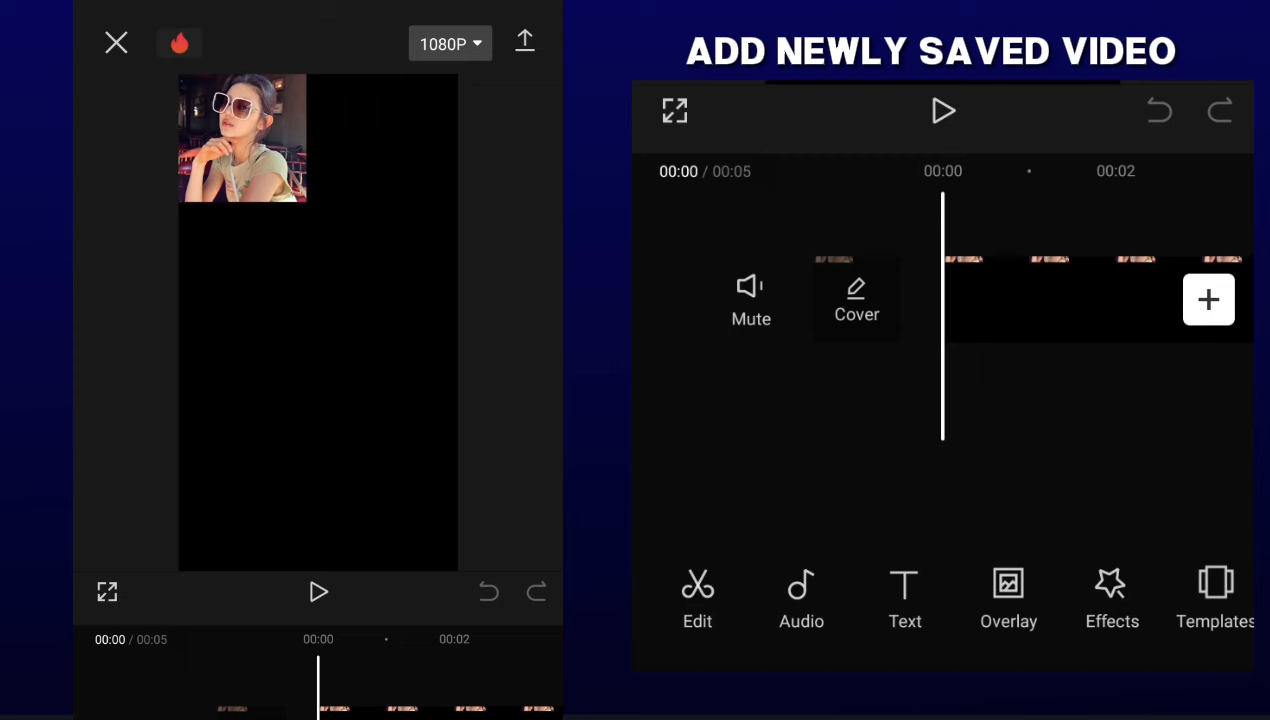 1080P
00:00 / 00:05
00:00
00:02
ADD NEWLY SAVED VIDEO
00:00 / 00:05
00:00
00:02
Mute
Cover
Edit
Audio
Text
Overlay
Effects
Templates